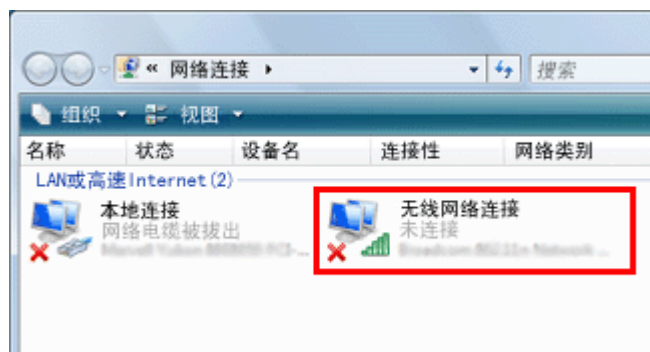 « 网络连接
搜索
组织 视图
名称 状态 设备名 连接性 网络类别
LAN或高速Internet(2)
本地连接
网络电缆被拔出
无线网络连接
未连接